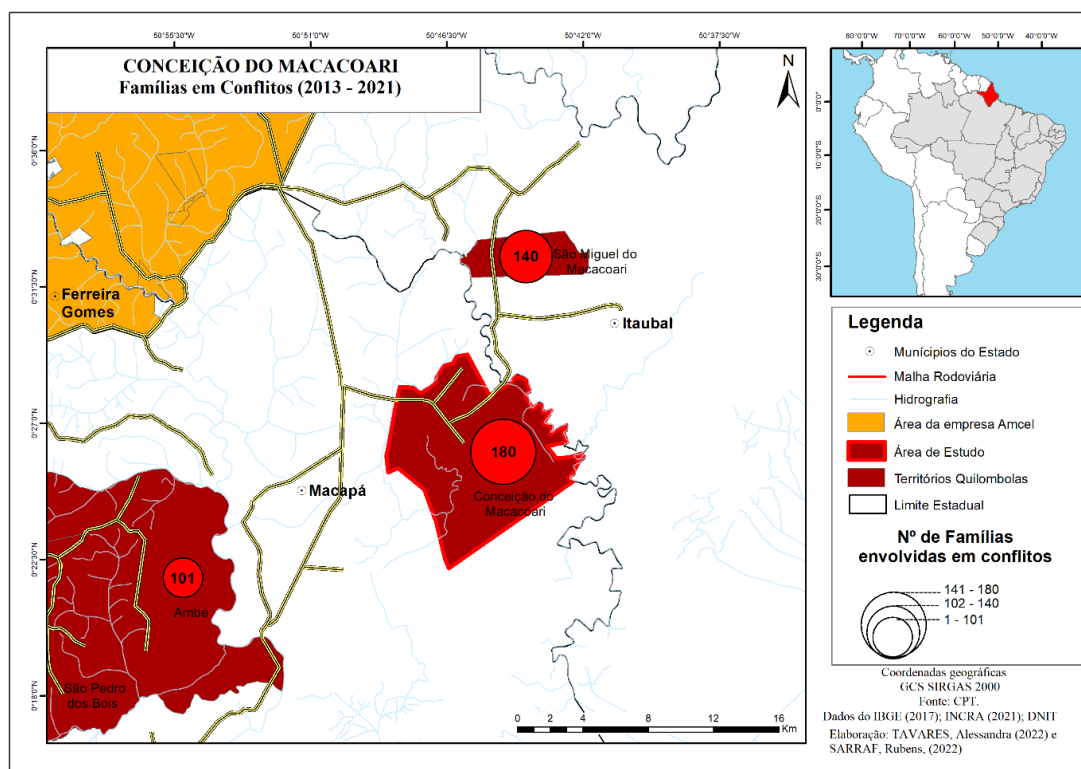 CONCEIÇÃO DO MACACOARI
Famílias em Conflitos (2013 - 2021)
50°55'30"W
50°51'0"W
50°46'30"W
50°42'0"W
50°37'30"W
N
0°36'0"N
0°31'30"N
0°27'0"N
0°22'30"N
0°18'0"N
140
São Miguel do
Macacoari
Ferreira
Gomes
Itaubal
180
Conceição do
Macacoari
Macapá
101
Ambé
São Pedro
dos Bois
0 2 4 8 12 16
Km
80°0'0"W
70°0'0"W
60°0'0"W
50°0'0"W
40°0'0"W
0°0'0"
10°0'0"S
20°0'0"S
30°0'0"S
Legenda
Munícipios do Estado
Malha Rodoviária
Hidrografia
Área da empresa Amcel
Área de Estudo
Territórios Quilombolas
Limite Estadual
Nº de Famílias
envolvidas em conflitos
141 - 180
102 - 140
1 - 101
Coordenadas geográficas
GCS SIRGAS 2000
Fonte: CPT.
Dados do IBGE (2017); INCRA (2021); DNIT
Elaboração: TAVARES, Alessandra (2022) e
SARRAF, Rubens, (2022)